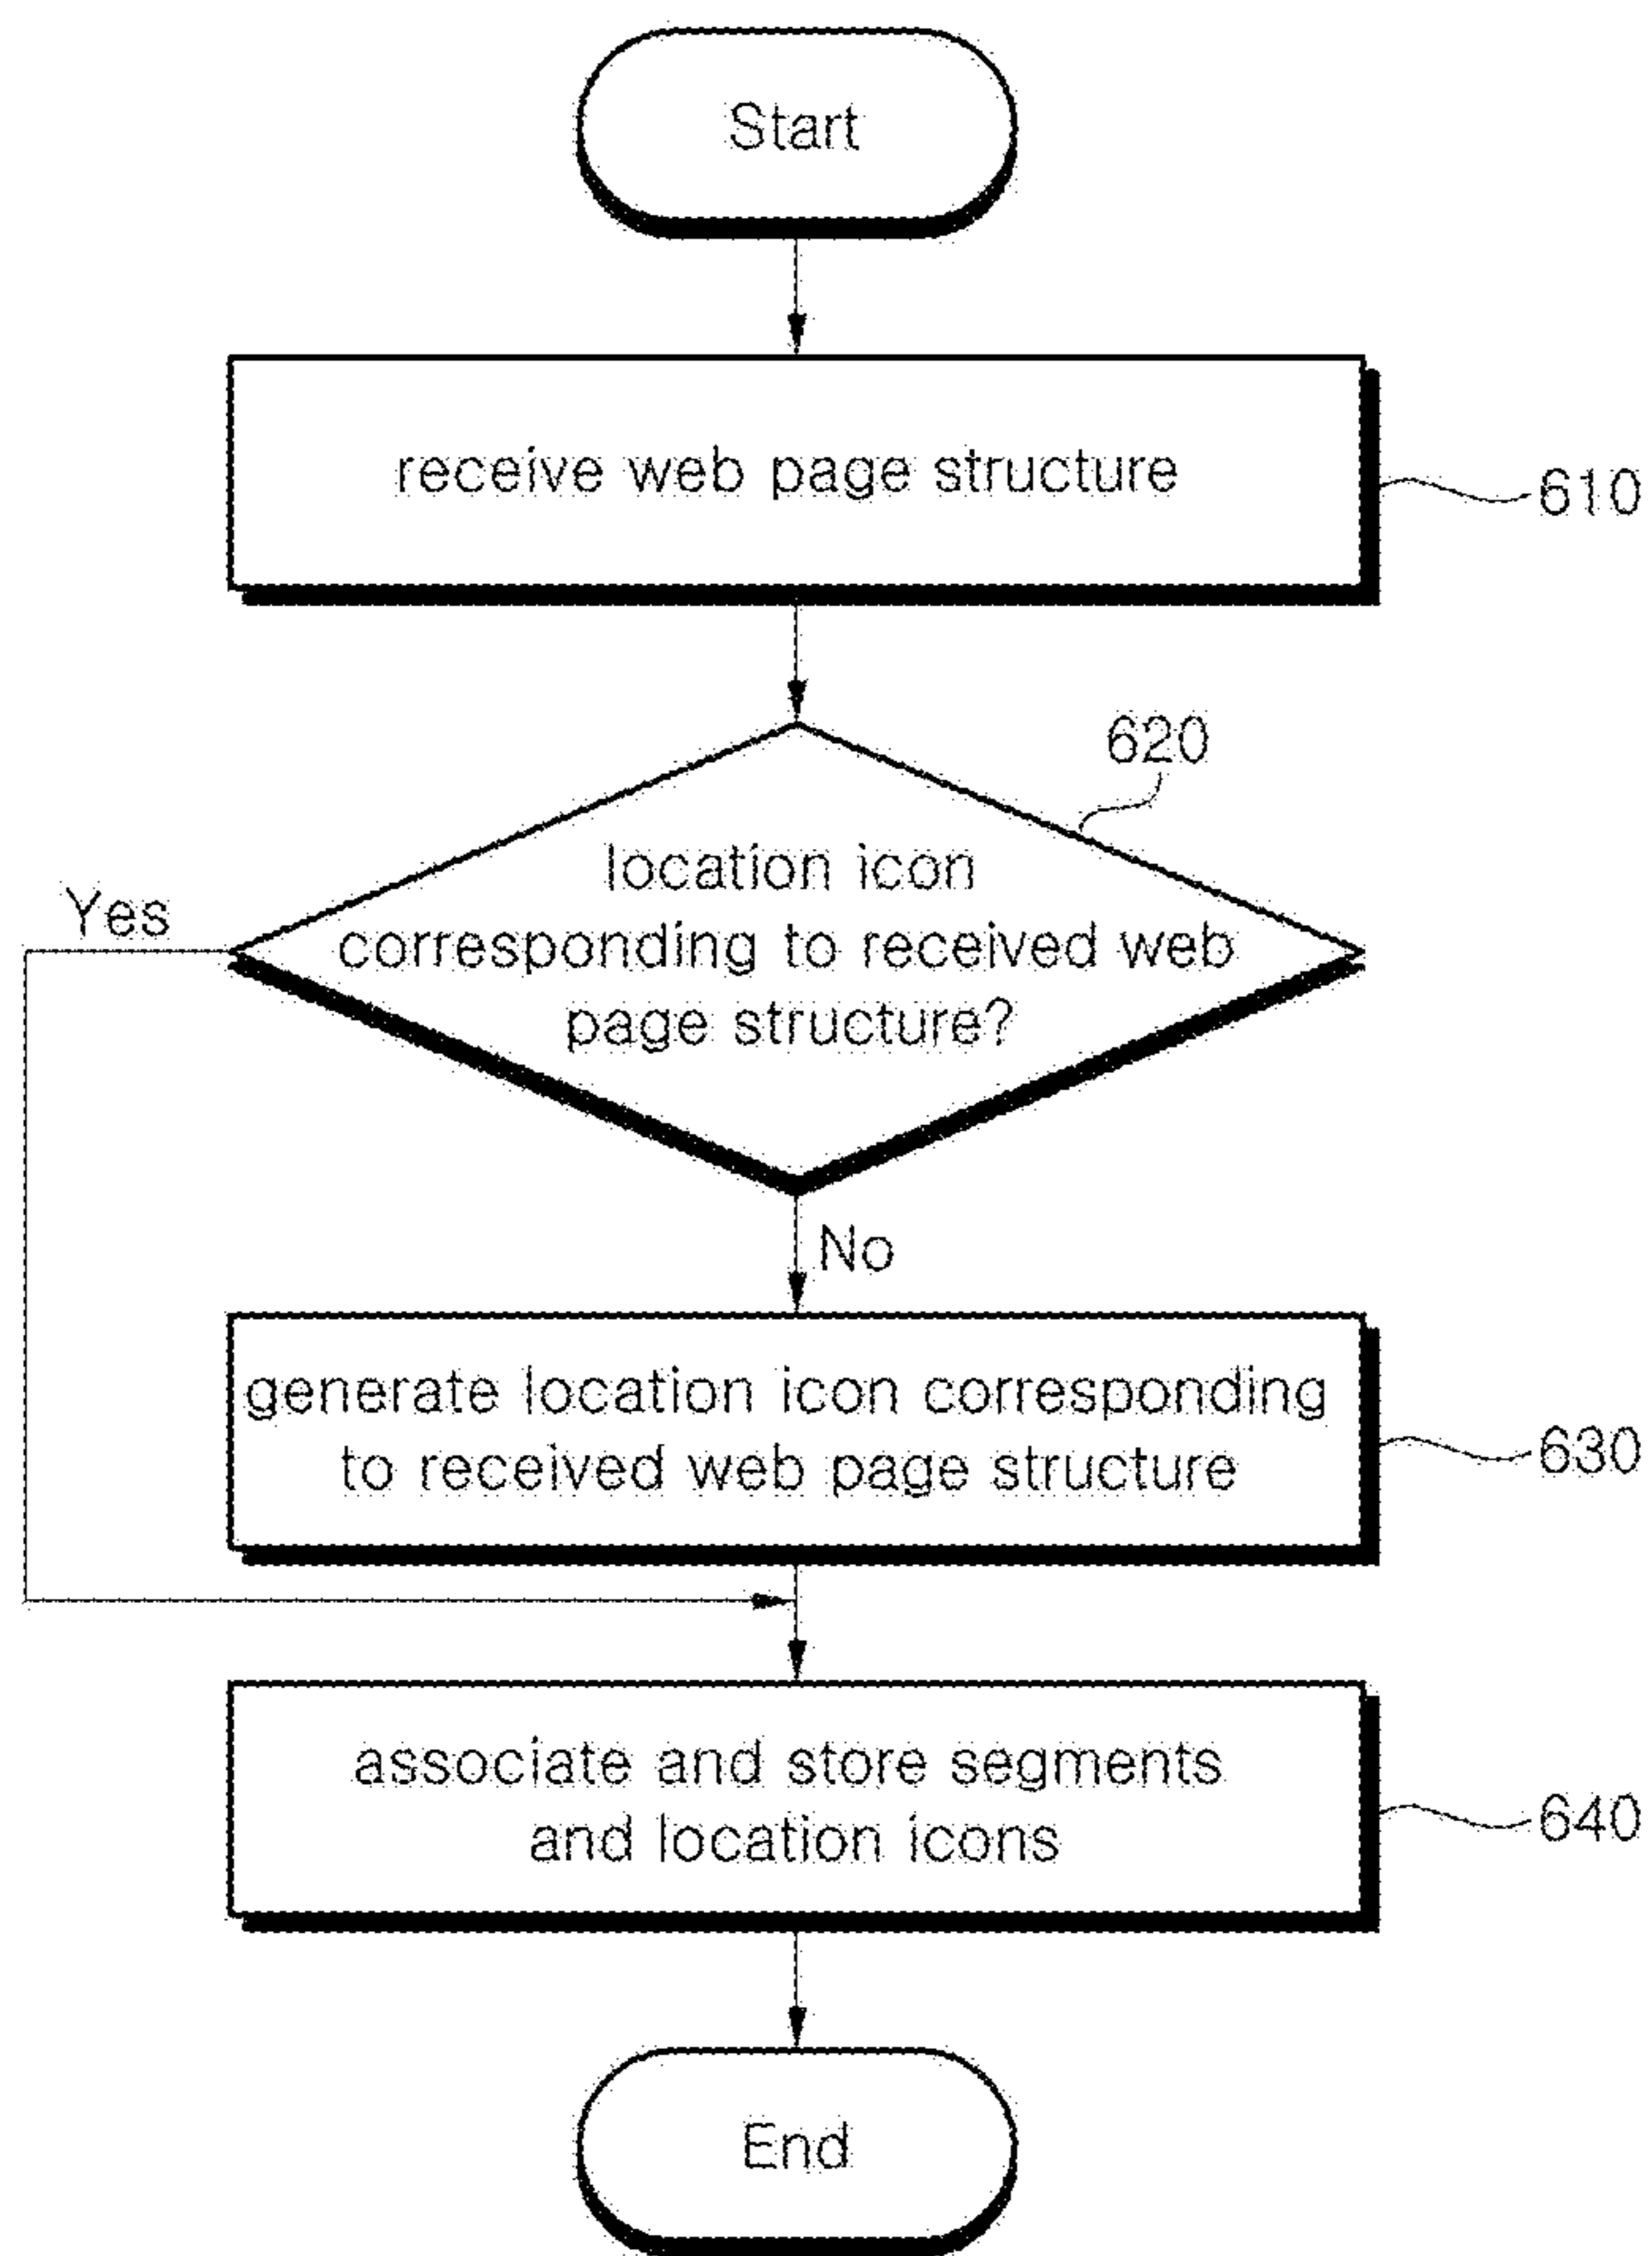 Start
receive web page structure
610
620
location icon
corresponding to received web
page structure?
Yes
No
generate location icon corresponding
to received web page structure
630
associate and store segments
and location icons
640
End